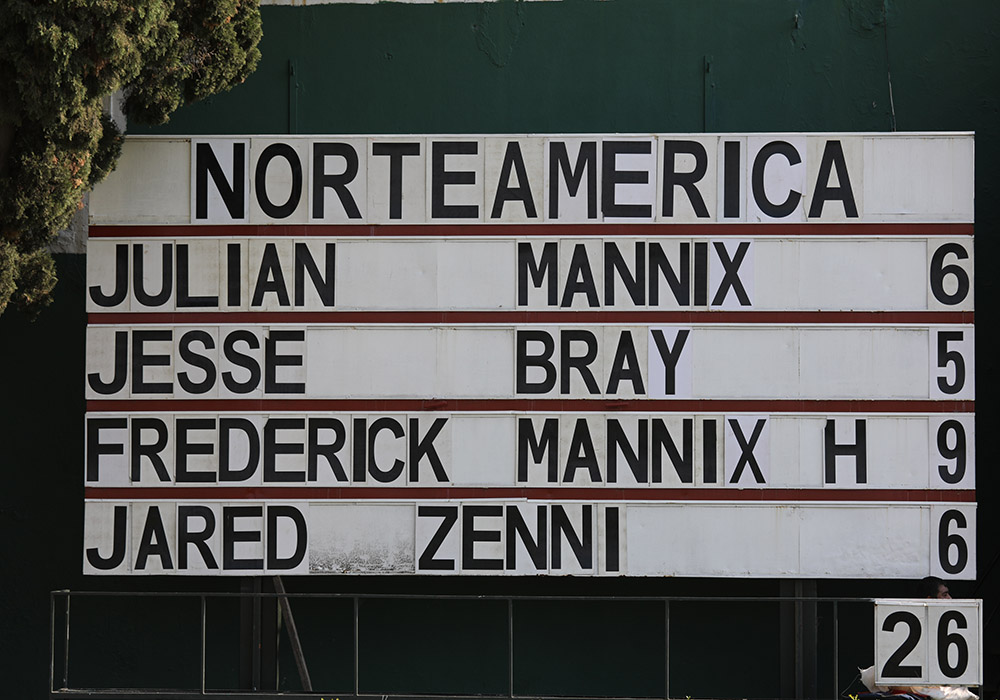 NORTEAMERICA
JULIAN MANNIX 6
JESSE BRAY 5
FREDERICK MANNIX H 9
JARED ZENNI 6
26